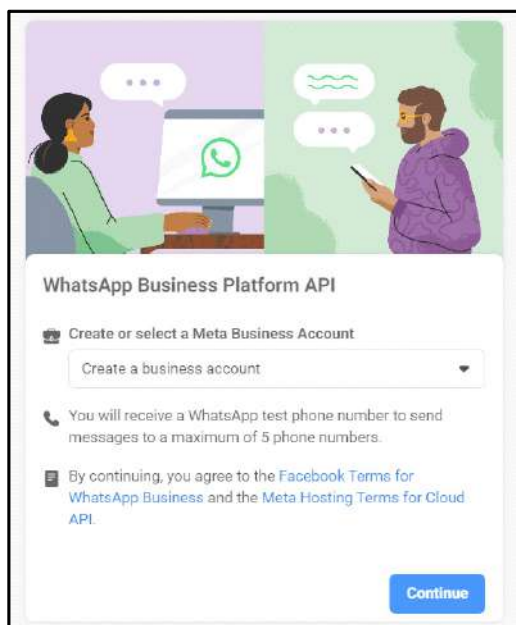 WhatsApp Business Platform API
Create or select a Meta Business Account
Create a business account
You will receive a WhatsApp test phone number to send
messages to a maximum of 5 phone numbers.
By continuing, you agree to the Facebook Terms for
WhatsApp Business and the Meta Hosting Terms for Cloud
API.
Continue